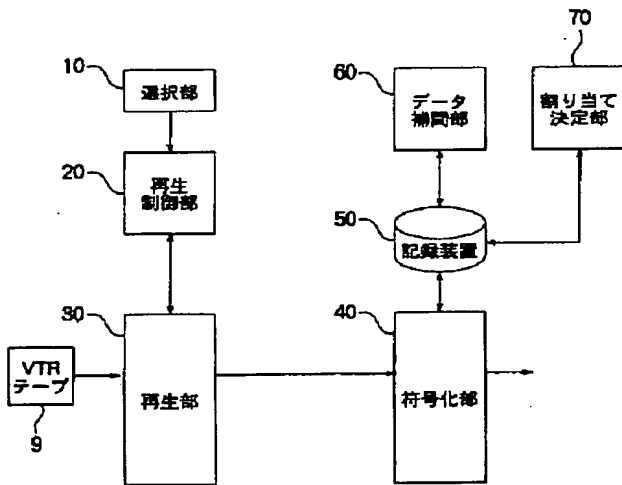 10
選択部
20
再生
制御部
60
データ
補間部
70
割り当て
決定部
50
記録装置
30
再生部
40
符号化部
VTR
テープ
9